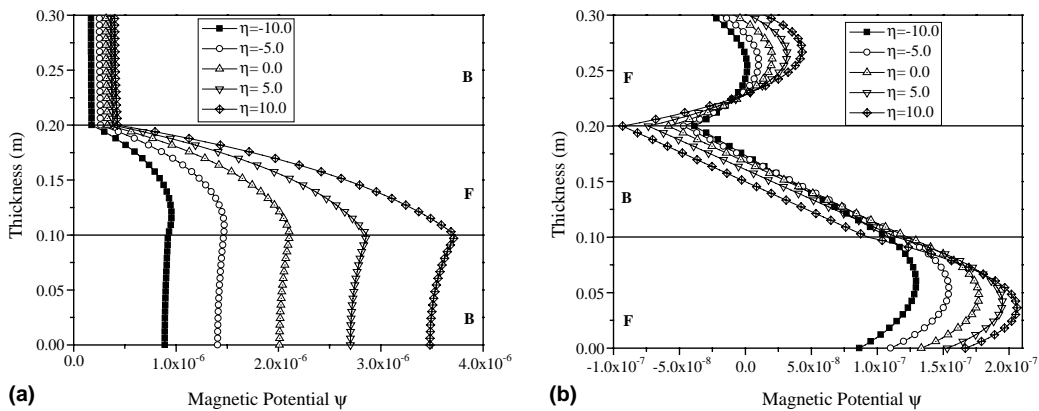 0.30
0.25
0.20
0.15
0.10
0.05
0.00
Thickness (m)
η=-10.0
η=-5.0
η= 0.0
η= 5.0
η=10.0
B
F
B
0.0
1.0x10⁻⁶
2.0x10⁻⁶
3.0x10⁻⁶
4.0x10⁻⁶
Magnetic Potential ψ
(a)
0.30
0.25
0.20
0.15
0.10
0.05
0.00
Thickness (m)
η=-10.0
η=-5.0
η= 0.0
η= 5.0
η=10.0
F
B
F
-1.0x10⁻⁷
-5.0x10⁻⁸
0.0
5.0x10⁻⁸
1.0x10⁻⁷
1.5x10⁻⁷
2.0x10⁻⁷
Magnetic Potential ψ
(b)